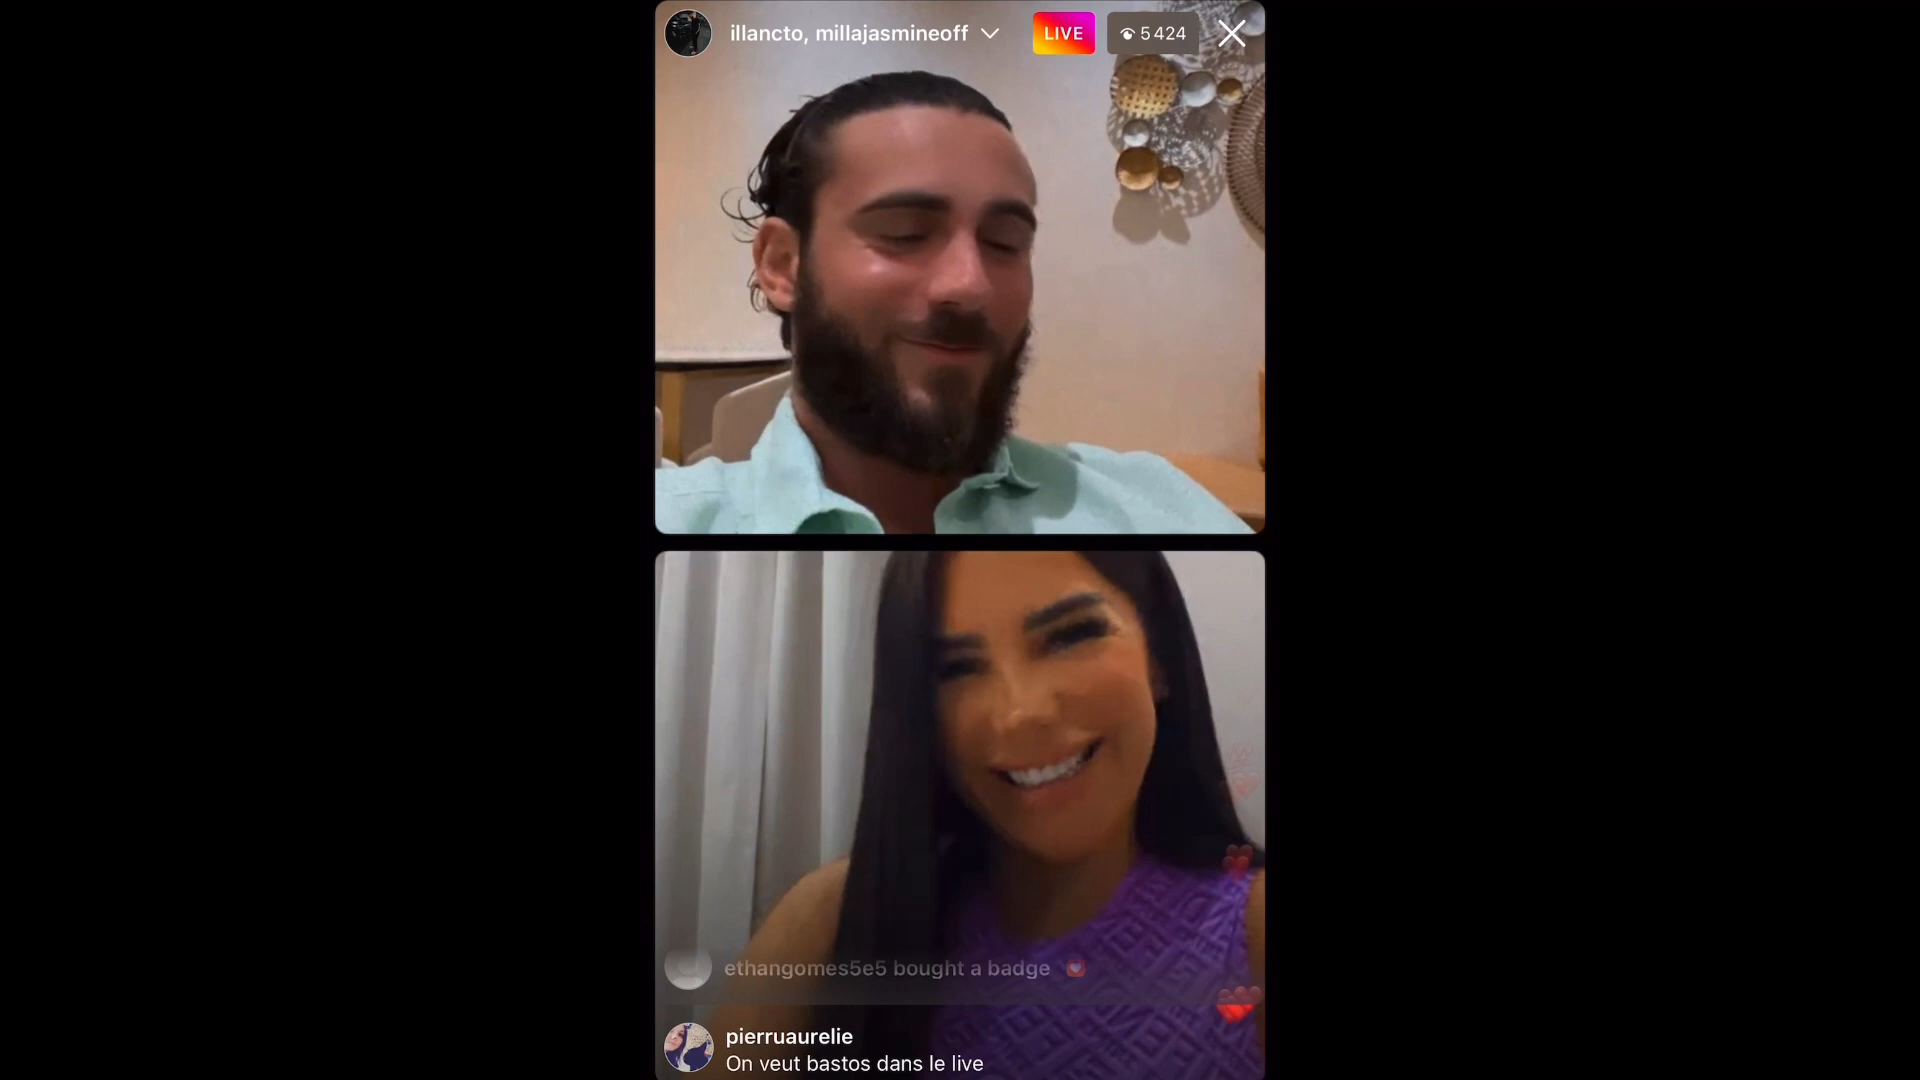 illancto, millajasmineoff
LIVE
5 424
ethangomes5e5 bought a badge
pierruaurelie
On veut bastos dans le live